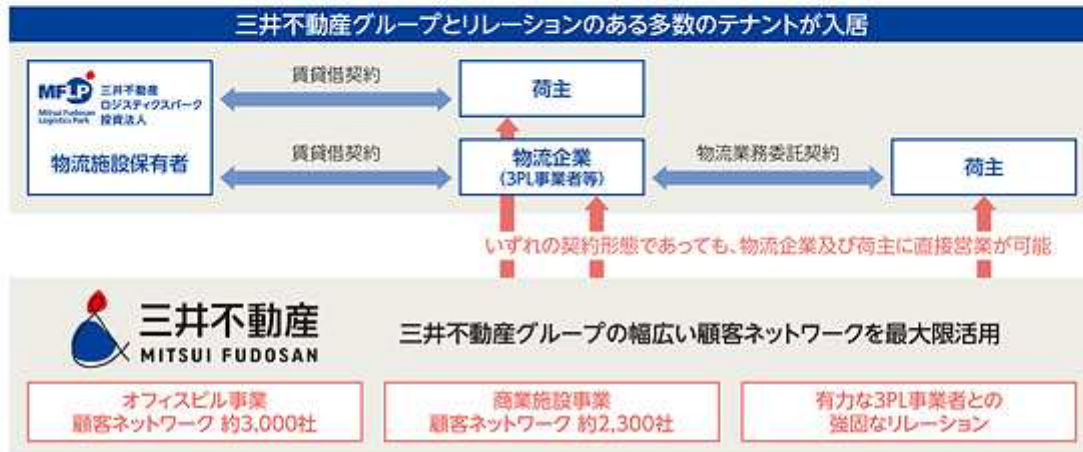 三井不動産グループとリレーションのある多数のテナントが入居
MFLP
Mitsui Fudosan
Logistics Park
三井不動産
ロジスティクスパーク
投資法人
物流施設保有者
賃貸借契約
荷主
賃貸借契約
物流企業
(3PL事業者等)
物流業務委託契約
荷主
いずれの契約形態であっても、物流企業及び荷主に直接営業が可能
三井不動産
MITSUI FUDOSAN
三井不動産グループの幅広い顧客ネットワークを最大限活用
オフィスビル事業
顧客ネットワーク 約3,000社
商業施設事業
顧客ネットワーク 約2,300社
有力な3PL事業者との
強固なリレーション